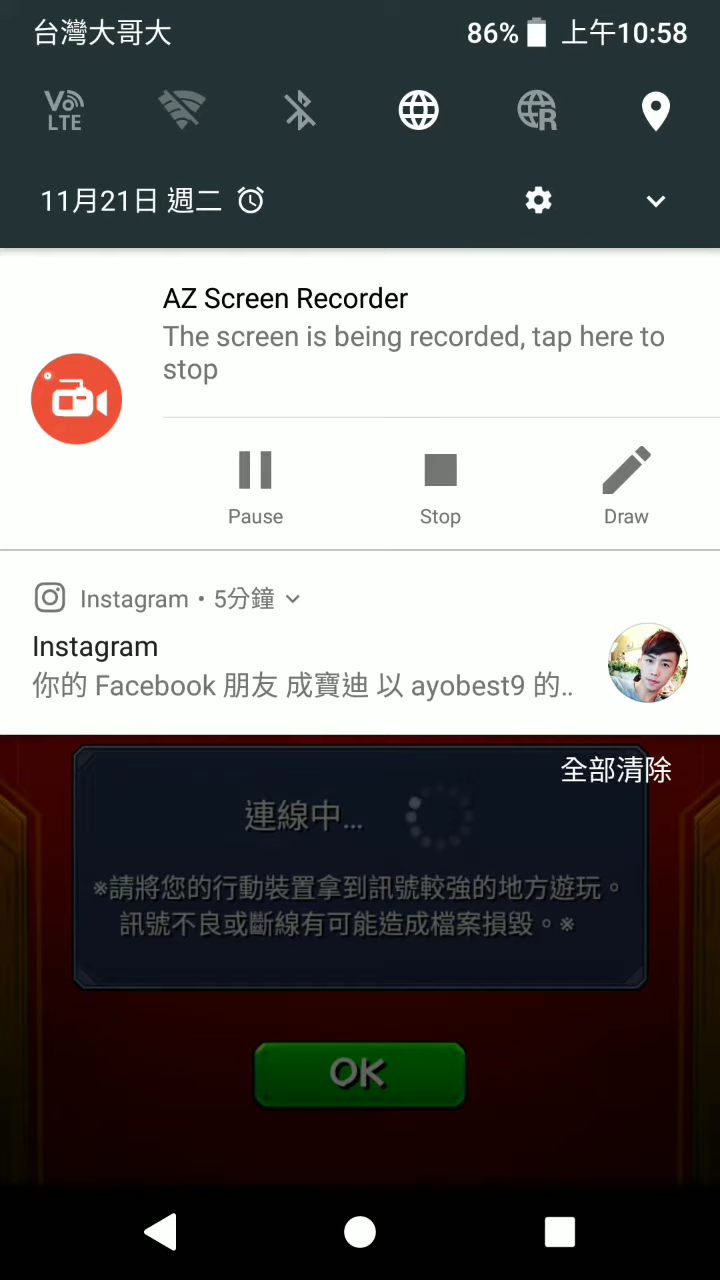 台灣大哥大 86% 上午10:58
Vo LTE R
11月21日 週二
AZ Screen Recorder
The screen is being recorded, tap here to
stop
Pause Stop Draw
Instagram • 5分鐘
Instagram
你的 Facebook 朋友 成寶迪 以 ayobest9 的..
全部清除
連線中...
※請將您的行動裝置拿到訊號較強的地方遊玩。
訊號不良或斷線有可能造成檔案損毀。※
OK